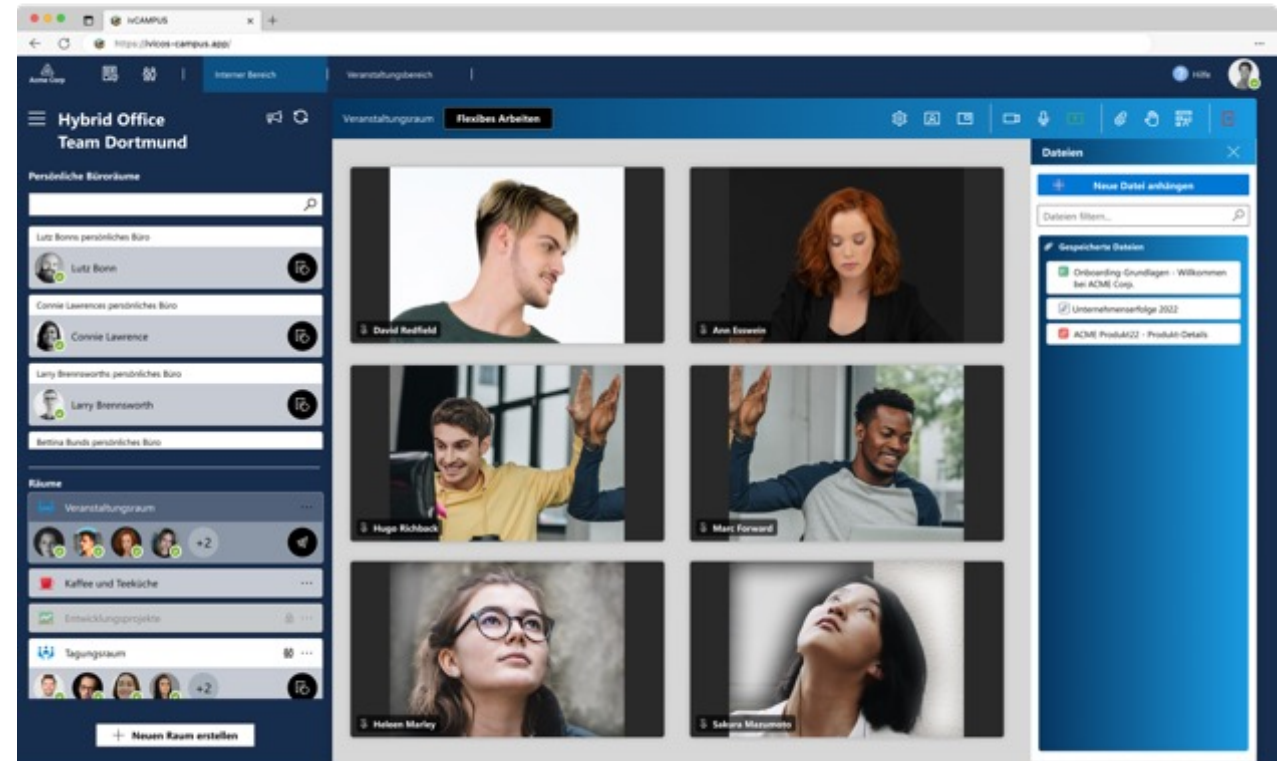 ivCAMPUS
https://ivicos-campus.app/
Acme Corp
Interner Bereich
Veranstaltungsbereich
Hilfe
Hybrid Office
Team Dortmund
Persönliche Büroräume
Lutz Bonns persönliches Büro
Lutz Bonn
Connie Lawrences persönliches Büro
Connie Lawrence
Larry Brennsworths persönliches Büro
Larry Brennsworth
Bettina Bunds persönliches Büro
Räume
Veranstaltungsraum
+2
Kaffee und Teeküche
Entwicklungsprojekte
Tagungsraum
+2
Neuen Raum erstellen
Veranstaltungsraum
Flexibes Arbeiten
David Redfield
Ann Esswein
Hugo Richback
Marc Forward
Heleen Marley
Sakura Mazumoto
Dateien
Neue Datei anhängen
Dateien filtern...
Gespeicherte Dateien
Onboarding-Grundlagen - Willkommen
bei ACME Corp.
Unternehmenserfolge 2022
ACME Produkt22 - Produkt-Details